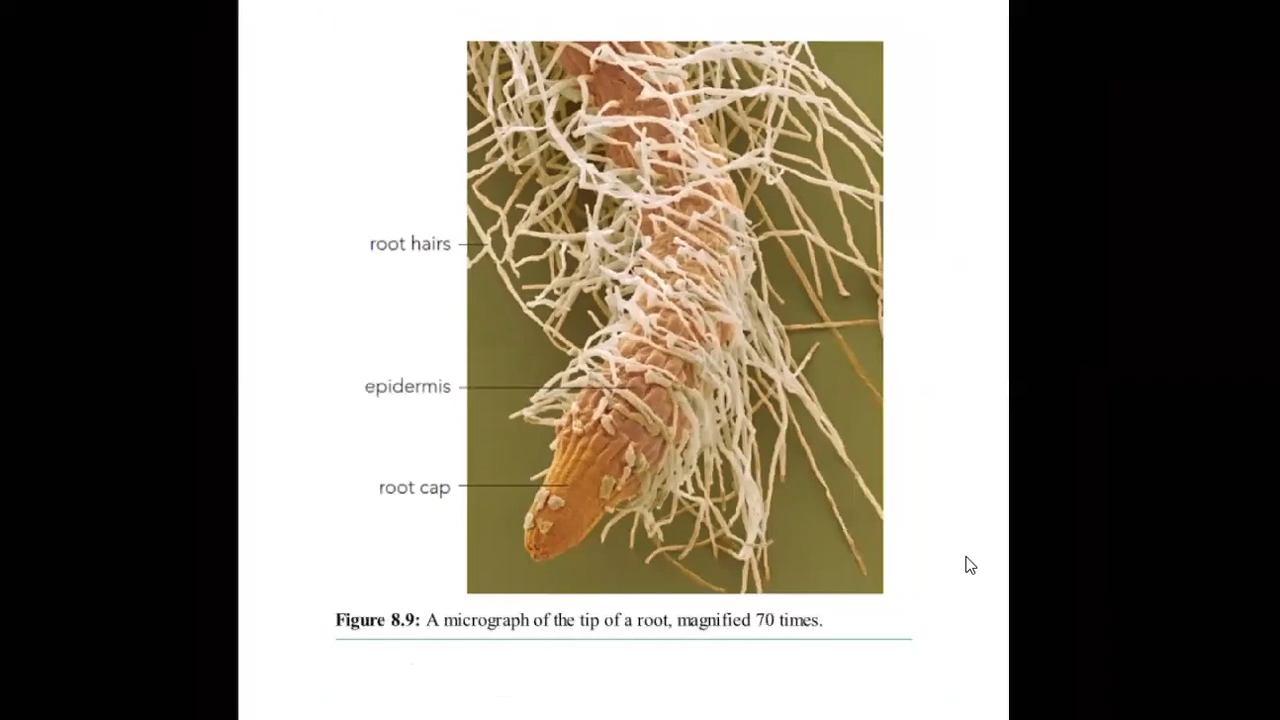 root hairs
epidermis
root cap
Figure 8.9: A micrograph of the tip of a root, magnified 70 times.